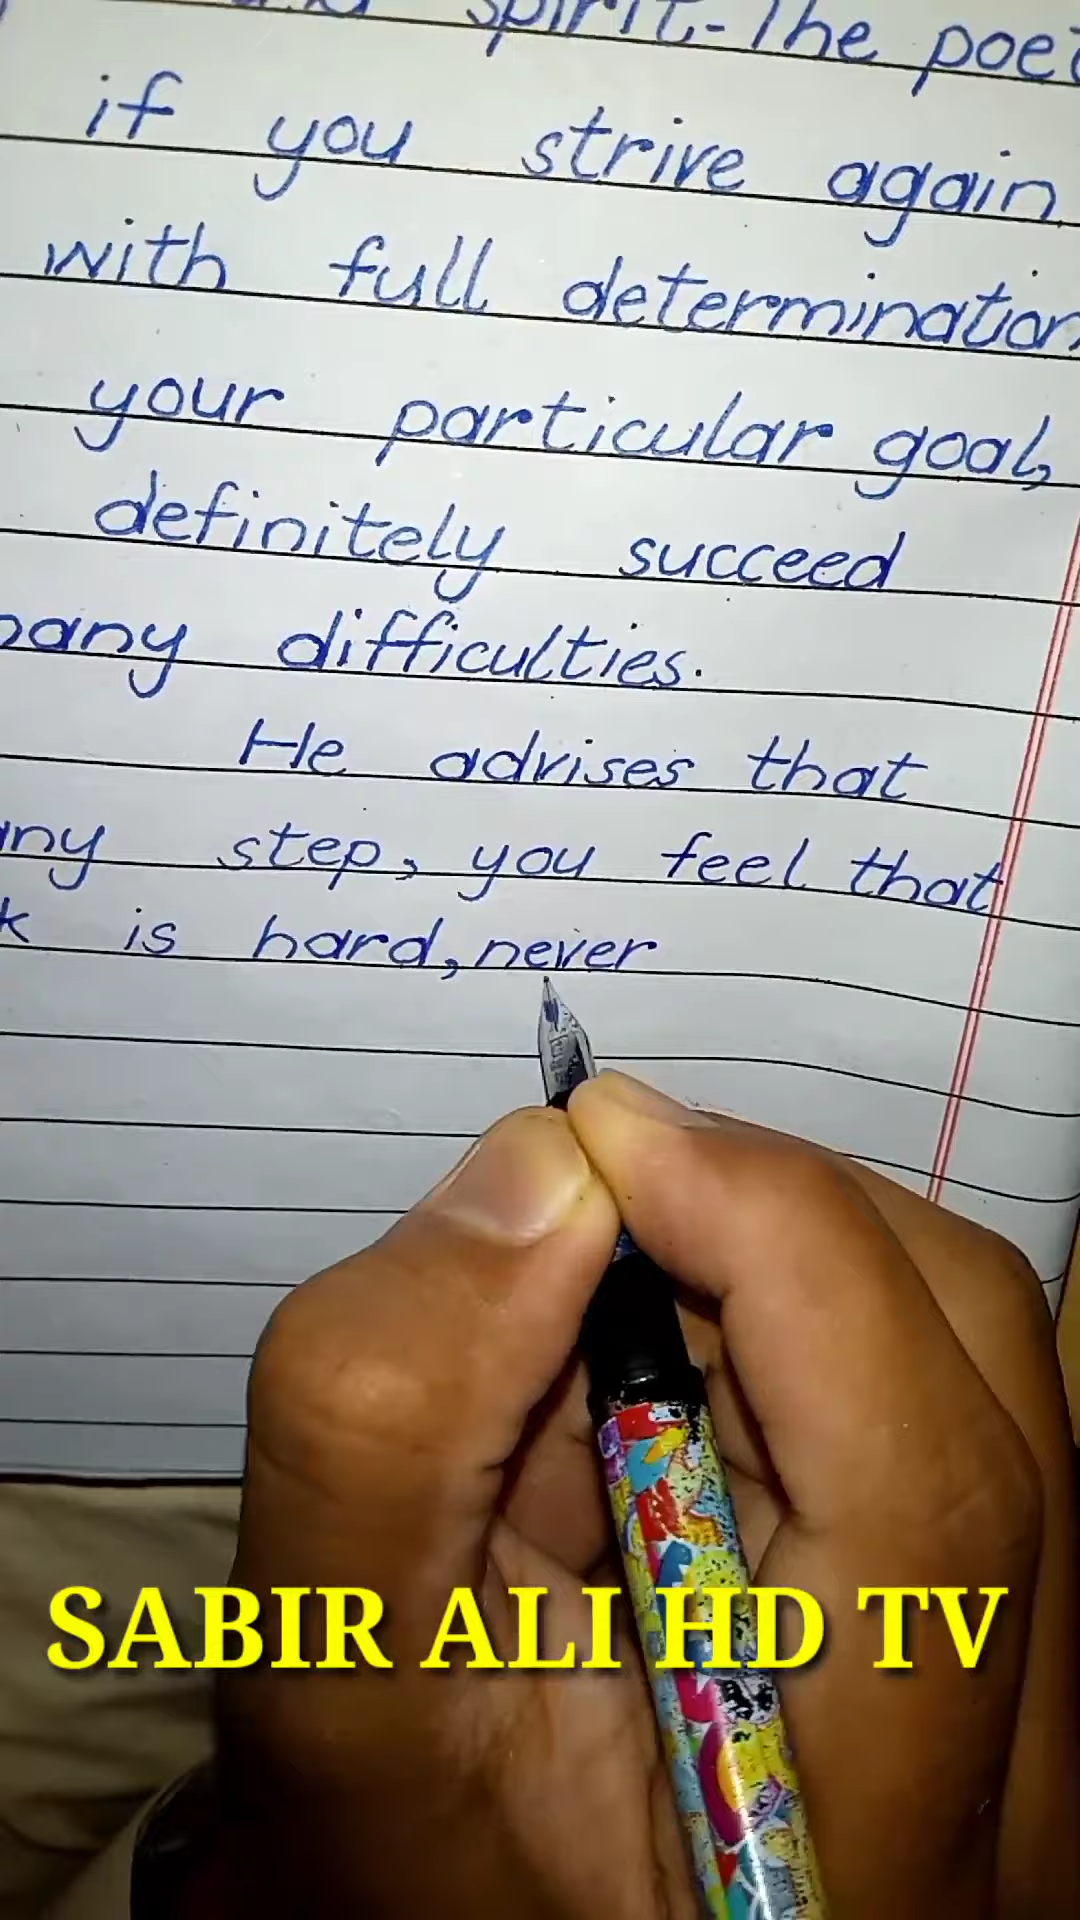 spirit.-The poet
if you strive again
with full determination
your particular goal,
definitely succeed
many difficulties.
He advises that
any step, you feel that
is hard, never
SABIR ALI HD TV